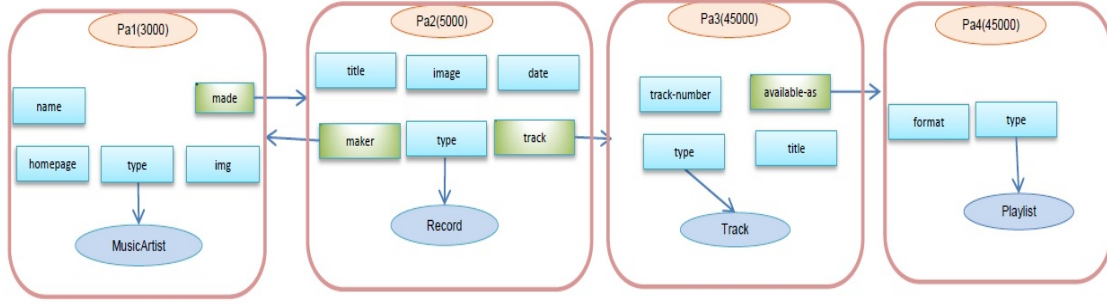 Pa1(3000)
made
name
homepage
type
img
MusicArtist
Pa2(5000)
title
image
date
maker
type
track
Record
Pa3(45000)
track-number
available-as
type
title
Track
Pa4(45000)
format
type
Playlist